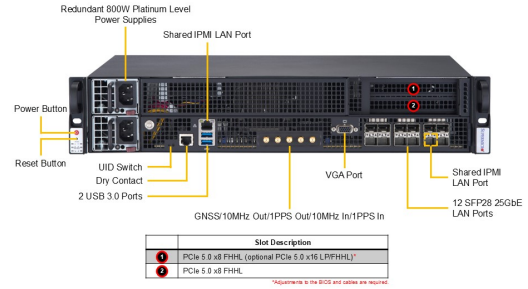 Redundant 800W Platinum Level
Power Supplies
Shared IPMI LAN Port
1
2
Power Button
Reset Button
UID Switch
Dry Contact
2 USB 3.0 Ports
GNSS/10MHz Out/1PPS Out/10MHz In/1PPS In
VGA Port
Shared IPMI
LAN Port
12 SFP28 25GbE
LAN Ports
Slot Description
1 PCIe 5.0 x8 FHHL (optional PCIe 5.0 x16 LP/FHHL)*
2 PCIe 5.0 x8 FHHL
*Adjustments to the BIOS and cables are required